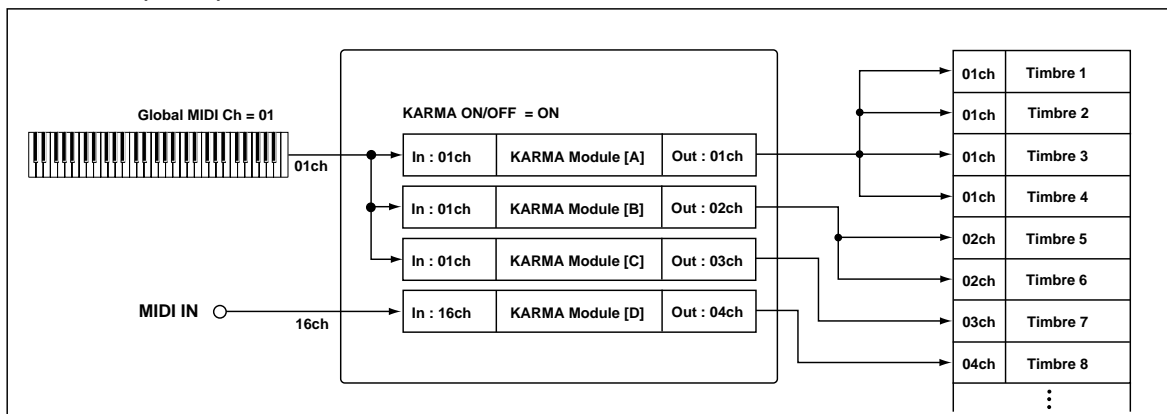 Global MIDI Ch = 01
01ch
MIDI IN
16ch
KARMA ON/OFF = ON
In : 01ch KARMA Module [A] Out : 01ch
In : 01ch KARMA Module [B] Out : 02ch
In : 01ch KARMA Module [C] Out : 03ch
In : 16ch KARMA Module [D] Out : 04ch
01ch Timbre 1
01ch Timbre 2
01ch Timbre 3
01ch Timbre 4
02ch Timbre 5
02ch Timbre 6
03ch Timbre 7
04ch Timbre 8